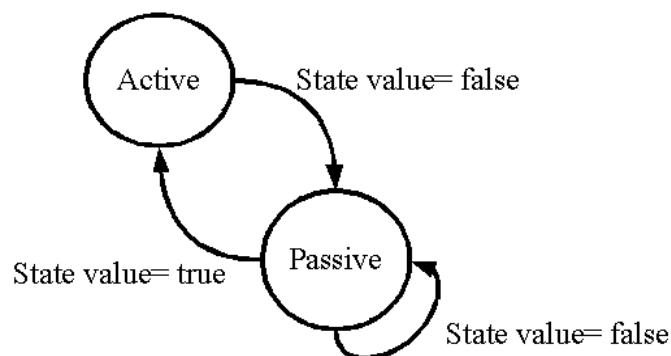 Active
State value= false
State value= true
Passive
State value= false